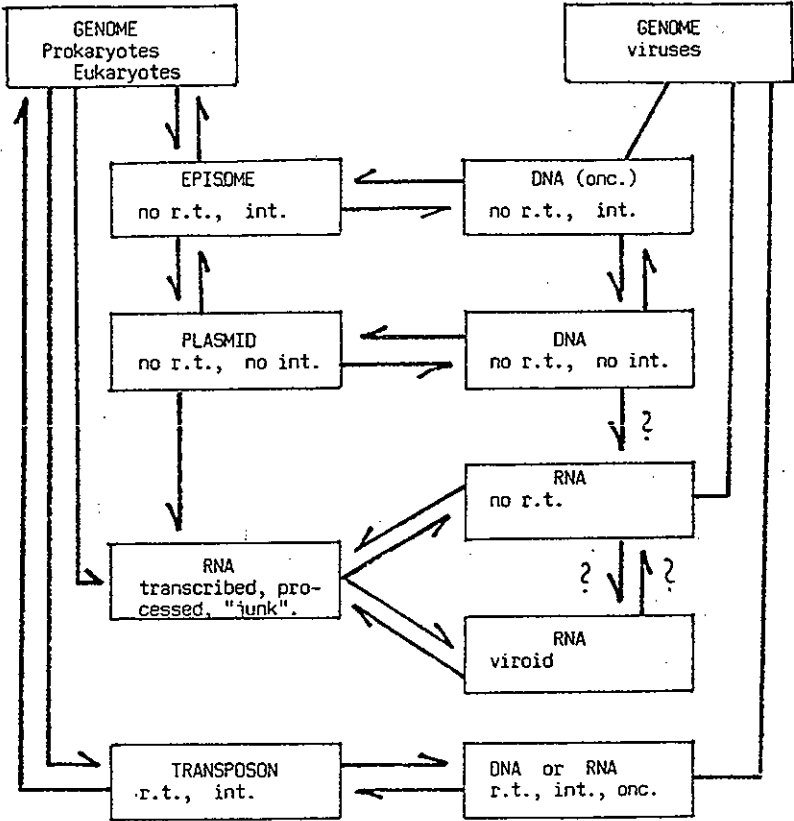 GENOME
Prokaryotes
Eukaryotes
GENOME
viruses
EPISOME
no r.t., int.
DNA (onc.)
no r.t., int.
PLASMID
no r.t., no int.
DNA
no r.t., no int.
?
RNA
no r.t.
RNA
transcribed, pro-
cessed, "junk".
? ?
RNA
viroid
TRANSPOSON
r.t., int.
DNA or RNA
r.t., int., onc.